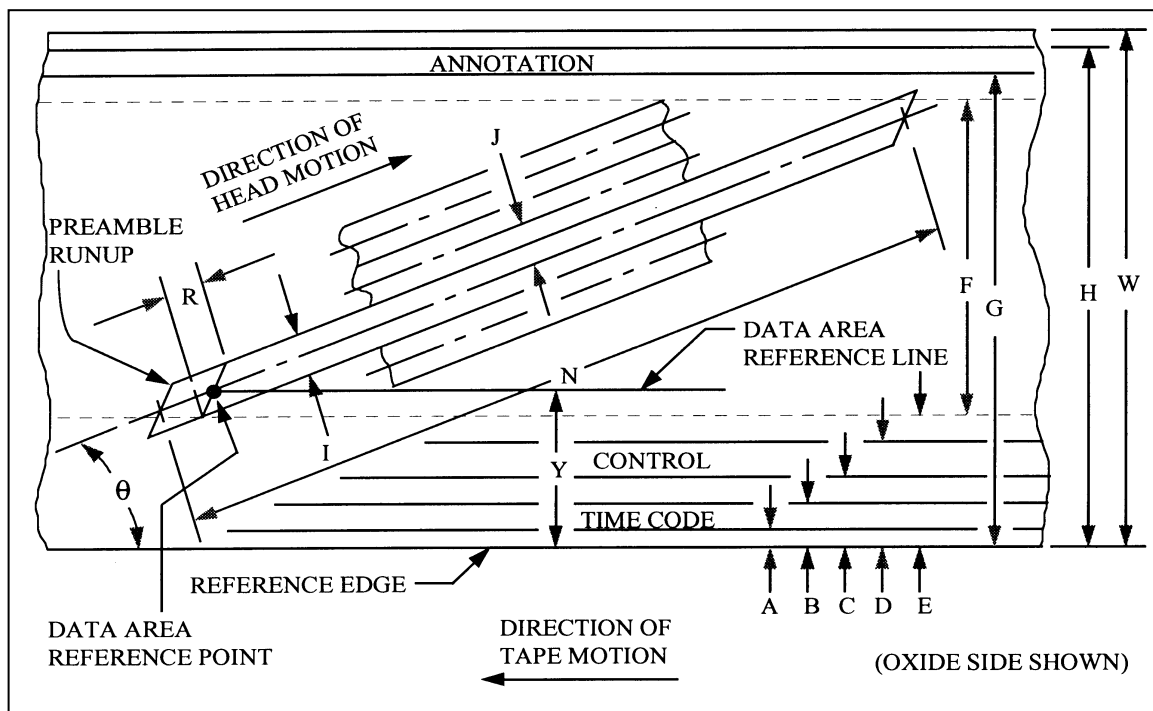 ANNOTATION
W
H
G
F
J
DIRECTION OF
HEAD MOTION
PREAMBLE
RUNUP
R
DATA AREA
REFERENCE LINE
N
I
Y
CONTROL
TIME CODE
θ
REFERENCE EDGE
A
B
C
D
E
DATA AREA
REFERENCE POINT
DIRECTION OF
TAPE MOTION
(OXIDE SIDE SHOWN)